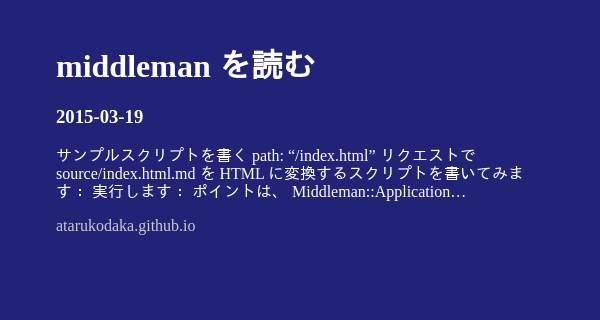 middleman を読む
2015-03-19
サンプルスクリプトを書く path: “/index.html” リクエストで
source/index.html.md を HTML に変換するスクリプトを書いてみま
す： 実行します： ポイントは、 Middleman::Application…
atarukodaka.github.io